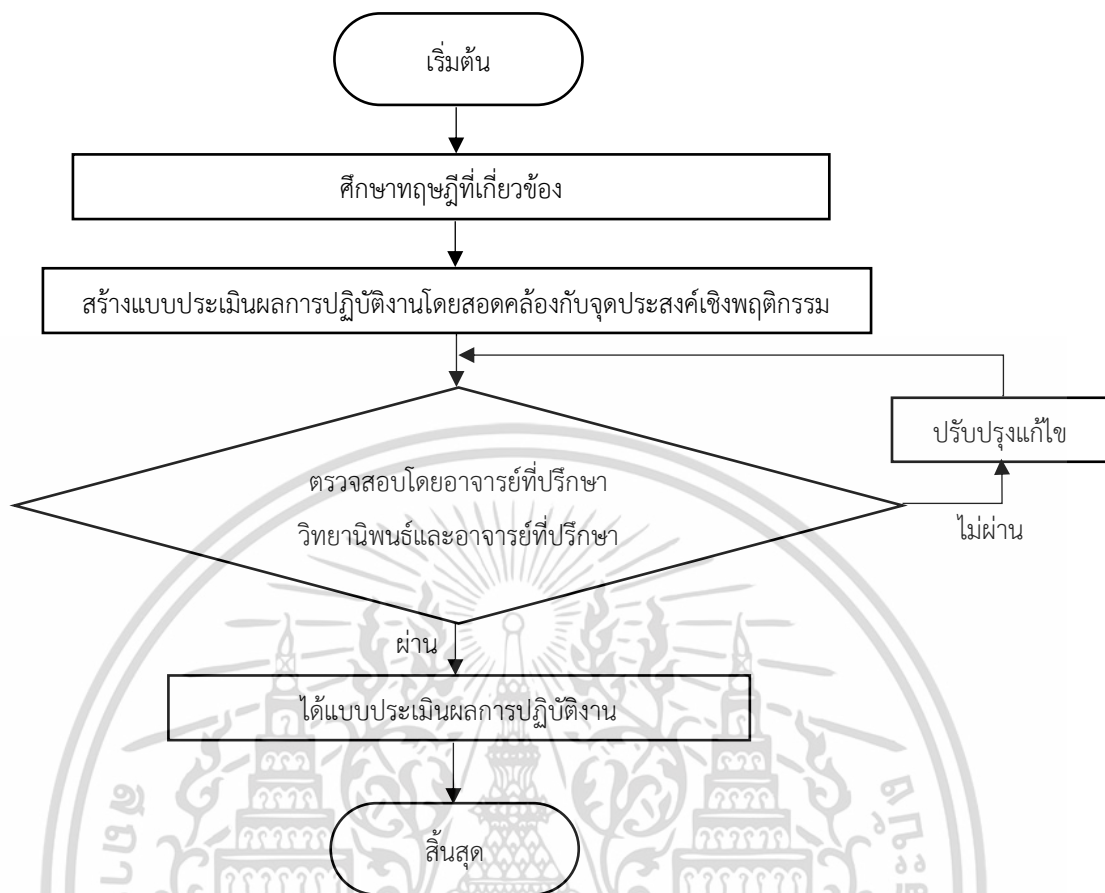 เริ่มต้น
ศึกษาทฤษฎีที่เกี่ยวข้อง
สร้างแบบประเมินผลการปฏิบัติงานโดยสอดคล้องกับจุดประสงค์เชิงพฤติกรรม
ปรับปรุงแก้ไข
ตรวจสอบโดยอาจารย์ที่ปรึกษา
วิทยานิพนธ์และอาจารย์ที่ปรึกษา
ไม่ผ่าน
ผ่าน
ได้แบบประเมินผลการปฏิบัติงาน
สิ้นสุด